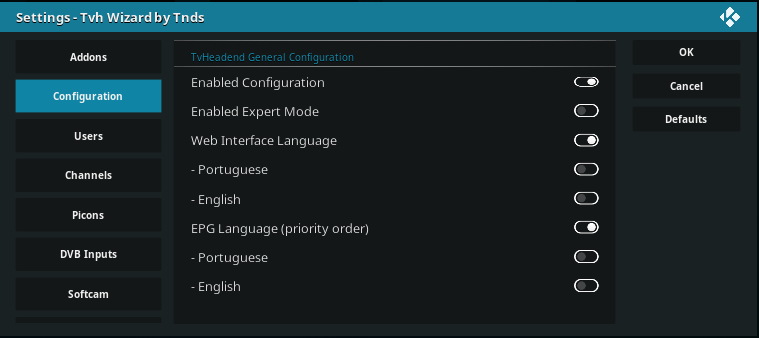 Settings - Tvh Wizard by Tnds
Addons
Configuration
Users
Channels
Picons
DVB Inputs
Softcam
TvHeadend General Configuration
Enabled Configuration
Enabled Expert Mode
Web Interface Language
- Portuguese
- English
EPG Language (priority order)
- Portuguese
- English
OK
Cancel
Defaults